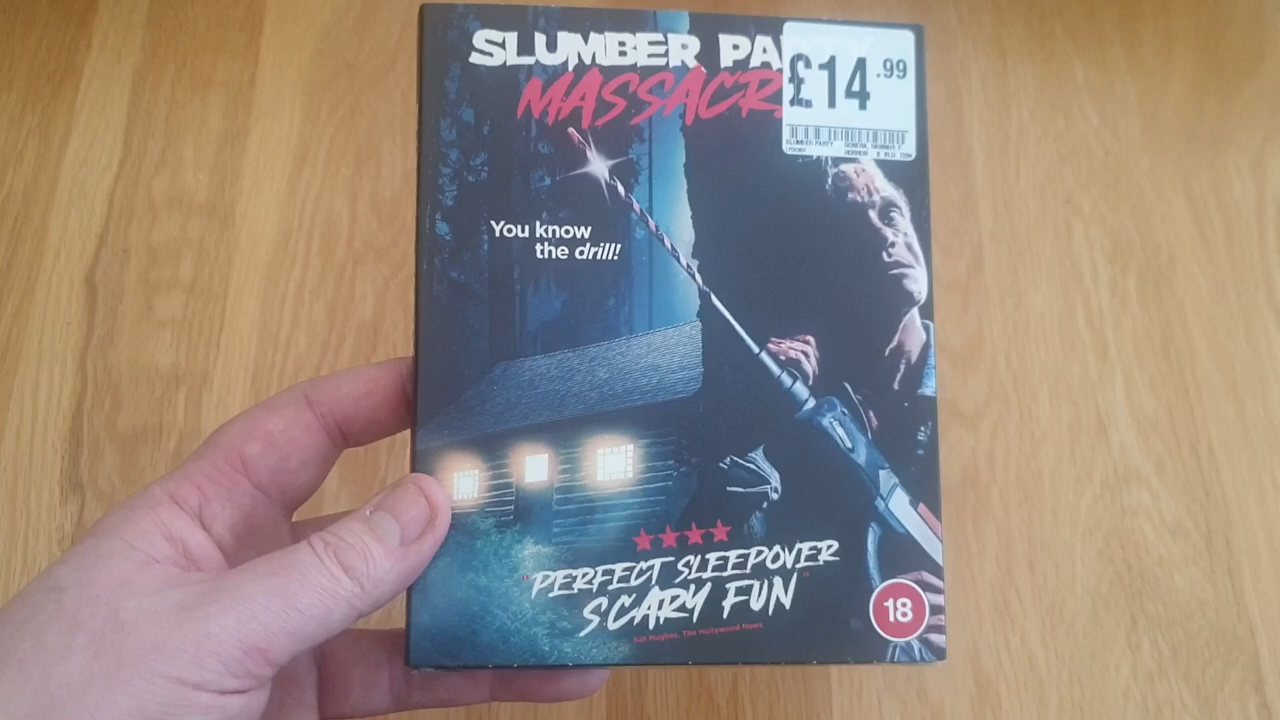 SLUMBER PA
MASSACR
£14.99
SLUMBER PARTY
You know
the drill!
★★★★
"PERFECT SLEEPOVER
SCARY FUN"
Kat Hughes, The Hollywood News
18